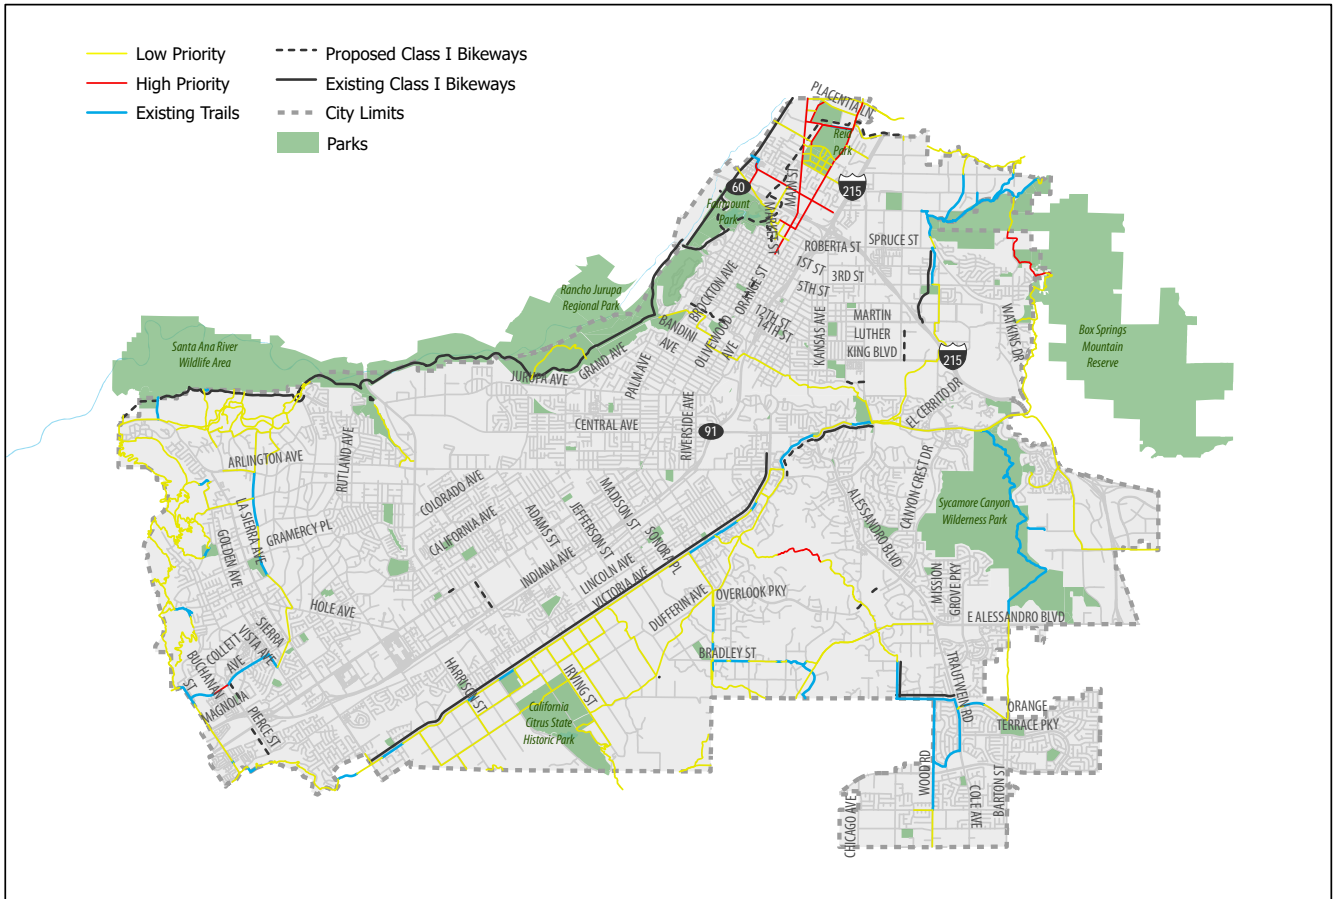 Low Priority
High Priority
Existing Trails
Proposed Class I Bikeways
Existing Class I Bikeways
City Limits
Parks
PLACENTIA LN
Reid
Park
60
215
MAIN ST
MARKET ST
Fairmount
Park
ROBERTA ST
SPRUCE ST
1ST ST
3RD ST
5TH ST
BROCKTON AVE
ORANGE ST
12TH ST
14TH ST
MARTIN
LUTHER
KING BLVD
KANSAS AVE
WATKINS DR
215
Box Springs
Mountain
Reserve
Rancho Jurupa
Regional Park
BANDINI
AVE
OLIVEWOOD
AVE
Santa Ana River
Wildlife Area
JURUPA AVE
GRAND AVE
PALM AVE
RIVERSIDE AVE
EL CERRITO DR
CENTRAL AVE
91
ARLINGTON AVE
RUTLAND AVE
COLORADO AVE
CALIFORNIA AVE
MADISON ST
JEFFERSON ST
ADAMS ST
SONORA PL
ALESSANDRO BLVD
CANYON CREST DR
Sycamore Canyon
Wilderness Park
LA SIERRA AVE
GRAMERCY PL
GOLDEN AVE
INDIANA AVE
LINCOLN AVE
VICTORIA AVE
DUFFERIN AVE
OVERLOOK PKY
MISSION
GROVE PKY
HOLE AVE
E ALESSANDRO BLVD
SIERRA
VISTA AVE
COLLETT
AVE
BUCHANAN
ST
MAGNOLIA
PIERCE ST
HARRISON ST
IRVING ST
BRADLEY ST
TRAUTWEIN RD
California
Citrus State
Historic Park
ORANGE
TERRACE PKY
WOOD RD
CHICAGO AVE
COLE AVE
BARTON ST